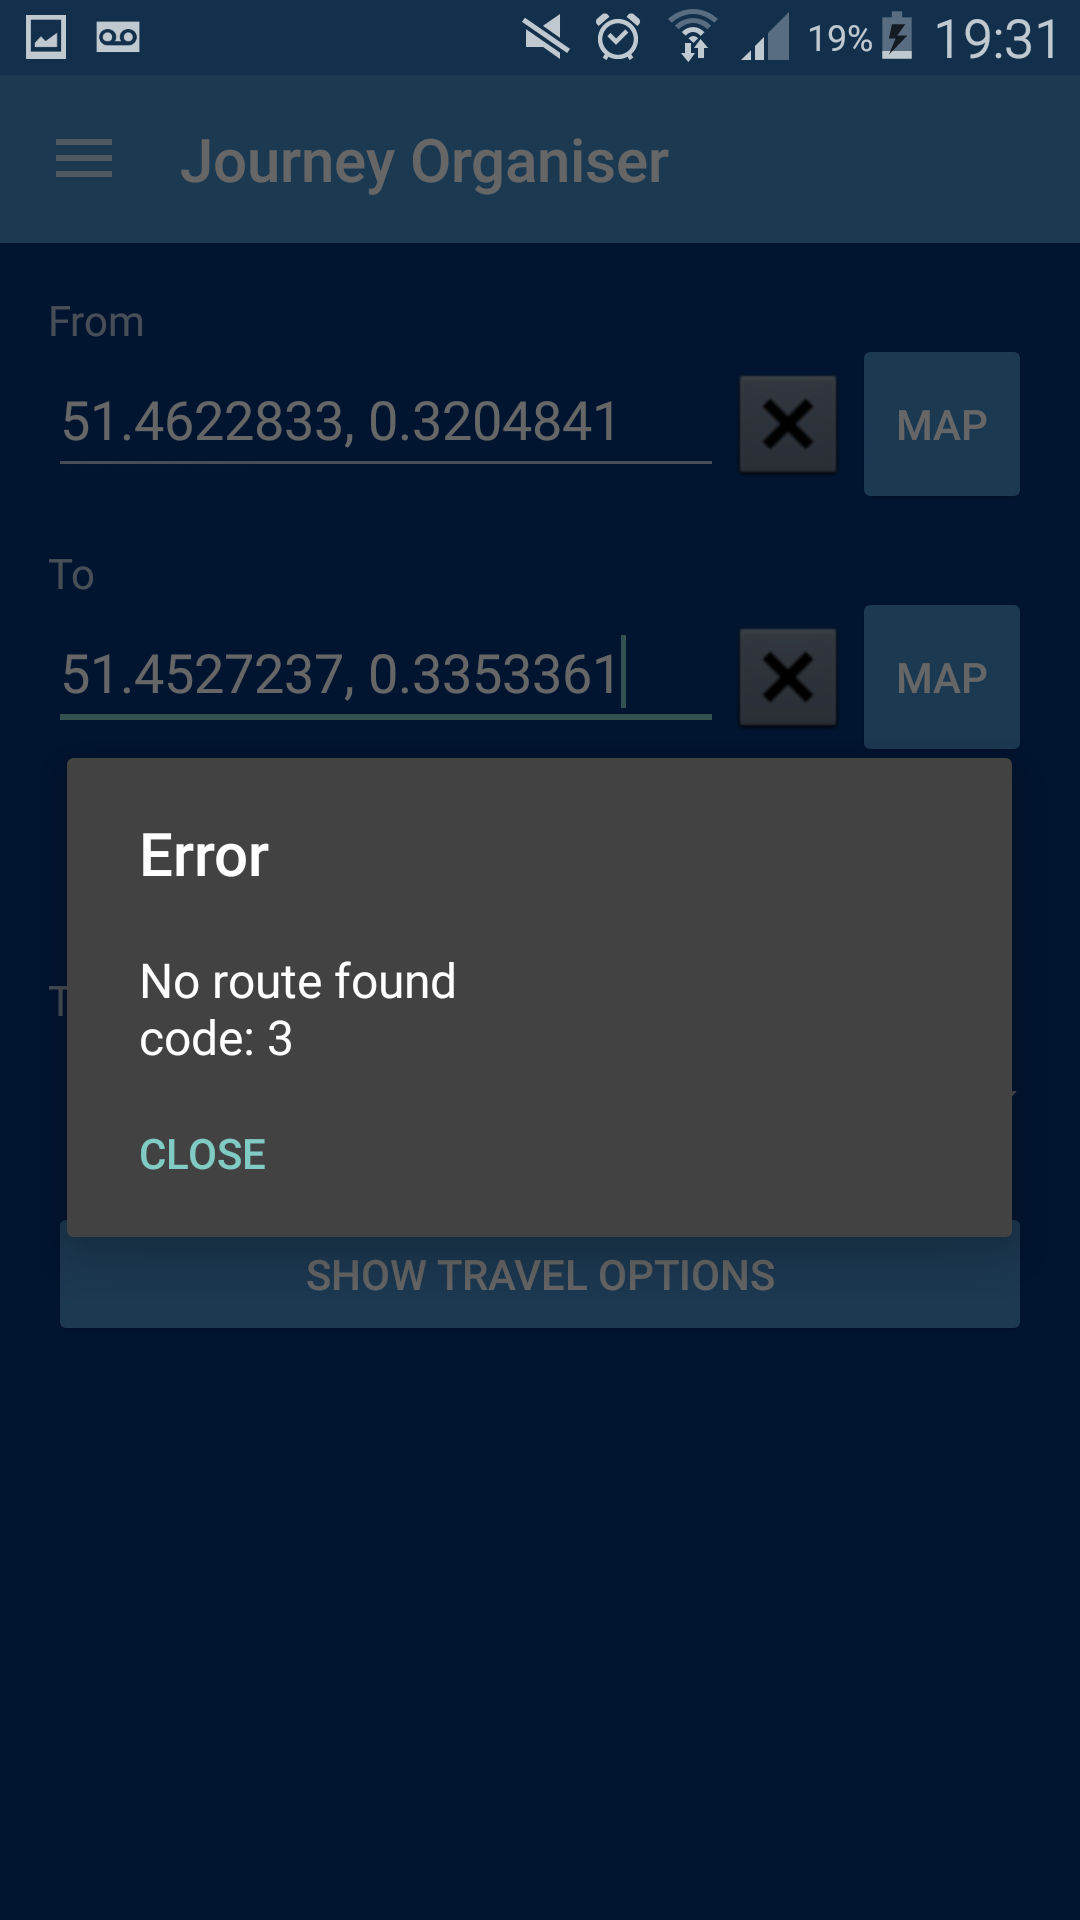 19% 19:31
Journey Organiser
From
51.4622833, 0.3204841
MAP
To
51.4527237, 0.3353361
MAP
Error
No route found
code: 3
CLOSE
SHOW TRAVEL OPTIONS